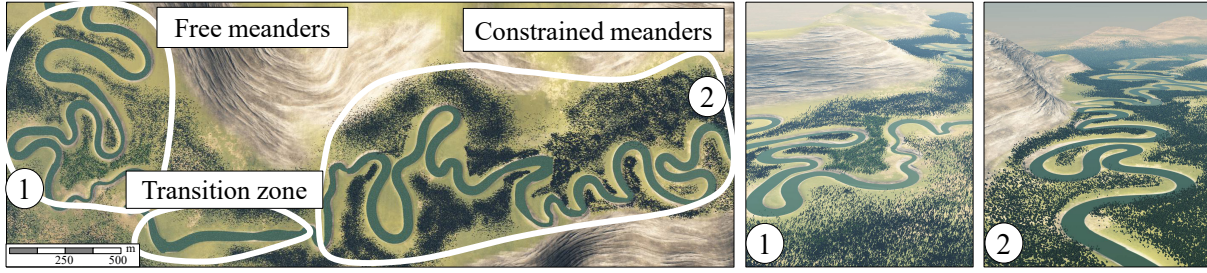 Free meanders
Constrained meanders
2
1
Transition zone
m
250
500
1
2